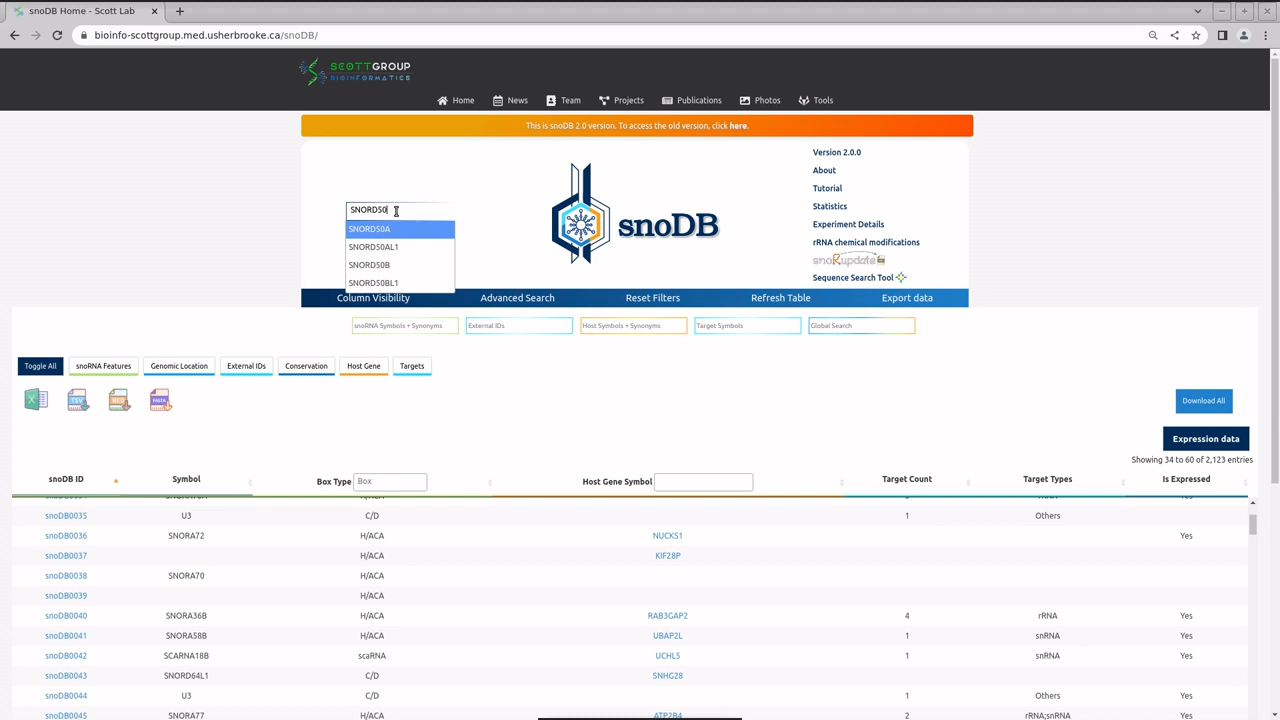 snoDB Home - Scott Lab
bioinfo-scottgroup.med.usherbrooke.ca/snoDB/
SCOTTGROUP
BIOINFORMATICS
Home News Team Projects Publications Photos Tools
This is snoDB 2.0 version. To access the old version, click here.
SNORD50
SNORD50A
SNORD50AL1
SNORD50B
SNORD50BL1
snoDB
Version 2.0.0
About
Tutorial
Statistics
Experiment Details
rRNA chemical modifications
snoRupdate
Sequence Search Tool
Column Visibility Advanced Search Reset Filters Refresh Table Export data
snoRNA Symbols + Synonyms External IDs Host Symbols + Synonyms Target Symbols Global Search
Toggle All snoRNA Features Genomic Location External IDs Conservation Host Gene Targets
TSV BED FASTA
Download All
Expression data
Showing 34 to 60 of 2,123 entries
snoDB ID Symbol Box Type Box Host Gene Symbol Target Count Target Types Is Expressed
snoDB0035 U3 C/D 1 Others
snoDB0036 SNORA72 H/ACA NUCKS1 Yes
snoDB0037 H/ACA KIF28P
snoDB0038 SNORA70 H/ACA
snoDB0039 H/ACA
snoDB0040 SNORA36B H/ACA RAB3GAP2 4 rRNA Yes
snoDB0041 SNORA58B H/ACA UBAP2L 1 snRNA Yes
snoDB0042 SCARNA18B scaRNA UCHL5 1 snRNA Yes
snoDB0043 SNORD64L1 C/D SNHG28
snoDB0044 U3 C/D 1 Others Yes
snoDB0045 SNORA77 H/ACA ATP2B4 2 rRNA;snRNA Yes